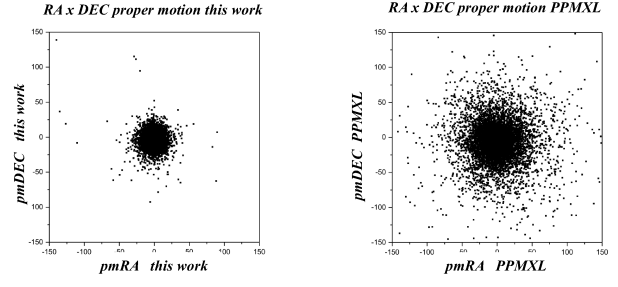 RA x DEC proper motion this work
150
100
50
0
-50
-100
-150
-150 -100 -50 0 50 100 150
pmDEC this work
pmRA this work
RA x DEC proper motion PPMXL
150
100
50
0
-50
-100
-150
-150 -100 -50 0 50 100 150
pmDEC PPMXL
pmRA PPMXL